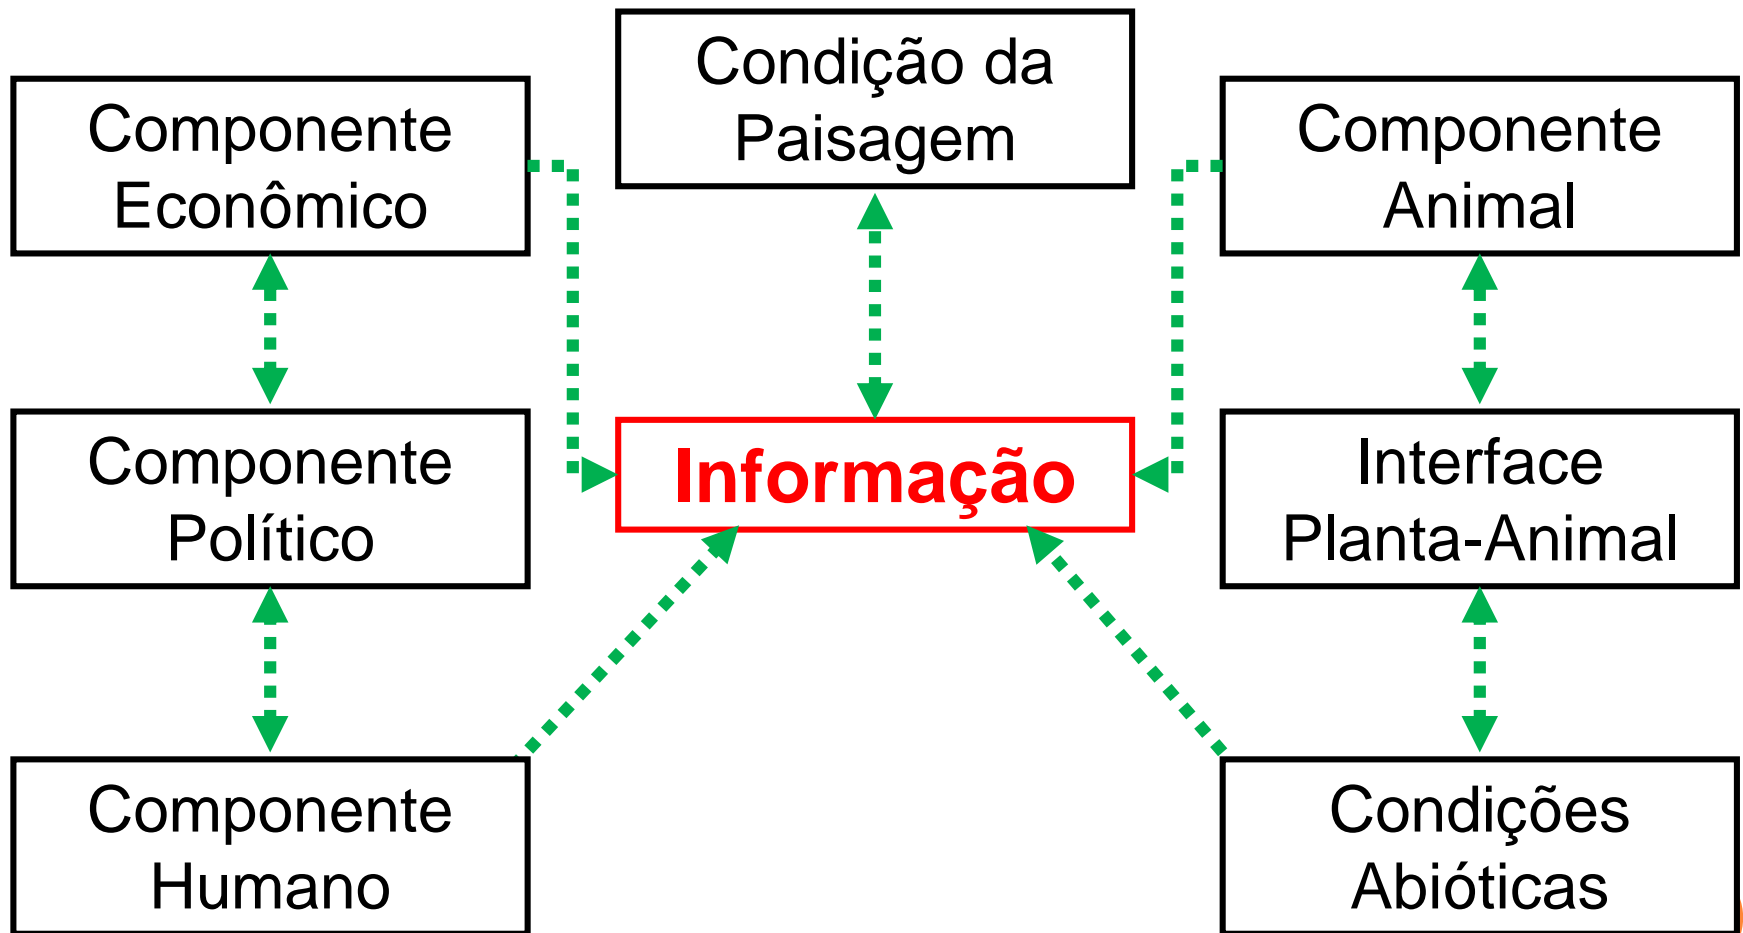 Condição da
Paisagem
Componente
Econômico
Componente
Animal
Componente
Político
Informação
Interface
Planta-Animal
Componente
Humano
Condições
Abióticas